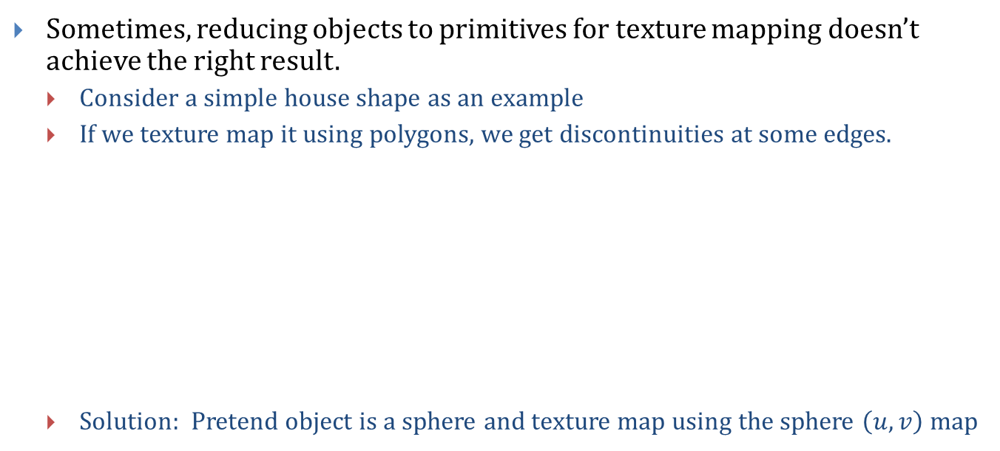 Sometimes, reducing objects to primitives for texture mapping doesn’t
achieve the right result.
Consider a simple house shape as an example
If we texture map it using polygons, we get discontinuities at some edges.
Solution: Pretend object is a sphere and texture map using the sphere (u, v) map